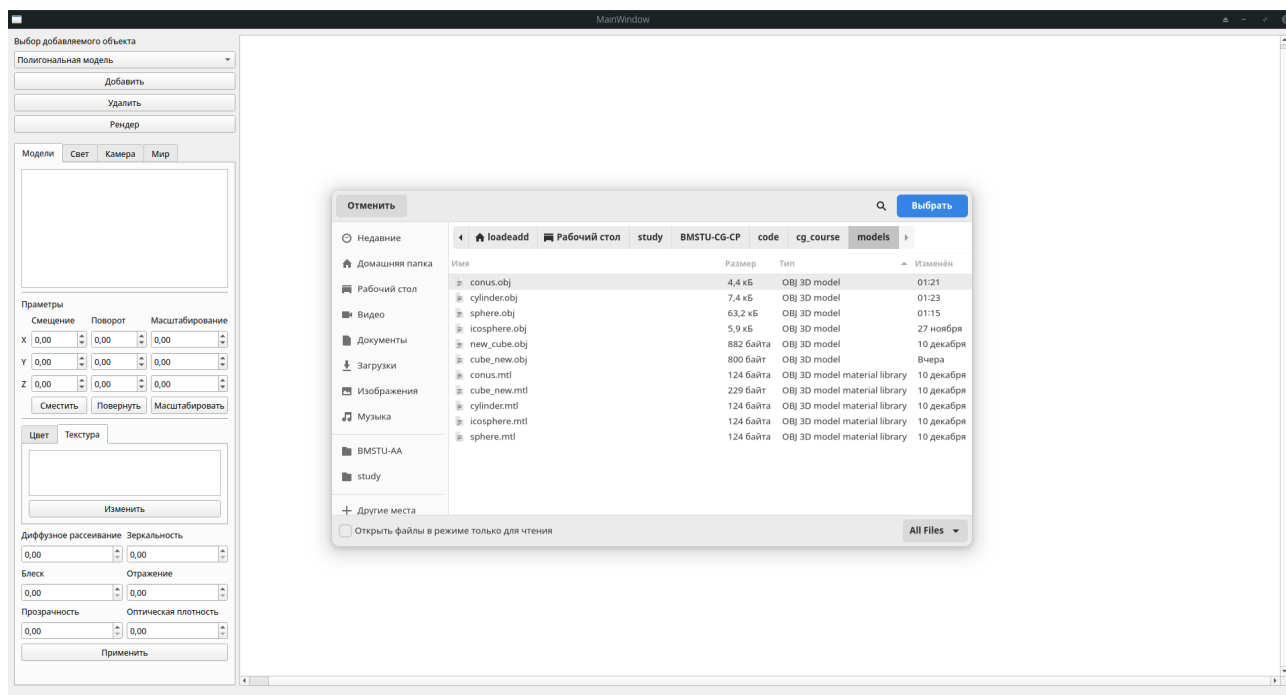 MainWindow
Выбор добавляемого объекта
Полигональная модель
Добавить
Удалить
Рендер
Модели Свет Камера Мир
Праметры
Смещение Поворот Масштабирование
X 0,00 0,00 0,00
Y 0,00 0,00 0,00
Z 0,00 0,00 0,00
Сместить Повернуть Масштабировать
Цвет Текстура
Изменить
Диффузное рассеивание Зеркальность
0,00 0,00
Блеск Отражение
0,00 0,00
Прозрачность Оптическая плотность
0,00 0,00
Применить
Отменить Выбрать
Недавние
Домашняя папка
Рабочий стол
Видео
Документы
Загрузки
Изображения
Музыка
BMSTU-AA
study
Другие места
loadeadd Рабочий стол study BMSTU-CG-CP code cg_course models
Имя Размер Тип Изменён
conus.obj 4,4 кБ OBJ 3D model 01:21
cylinder.obj 7,4 кБ OBJ 3D model 01:23
sphere.obj 63,2 кБ OBJ 3D model 01:15
icosphere.obj 5,9 кБ OBJ 3D model 27 ноября
new_cube.obj 882 байта OBJ 3D model 10 декабря
cube_new.obj 800 байт OBJ 3D model Вчера
conus.mtl 124 байта OBJ 3D model material library 10 декабря
cube_new.mtl 229 байт OBJ 3D model material library 10 декабря
cylinder.mtl 124 байта OBJ 3D model material library 10 декабря
icosphere.mtl 124 байта OBJ 3D model material library 10 декабря
sphere.mtl 124 байта OBJ 3D model material library 10 декабря
Открыть файлы в режиме только для чтения All Files